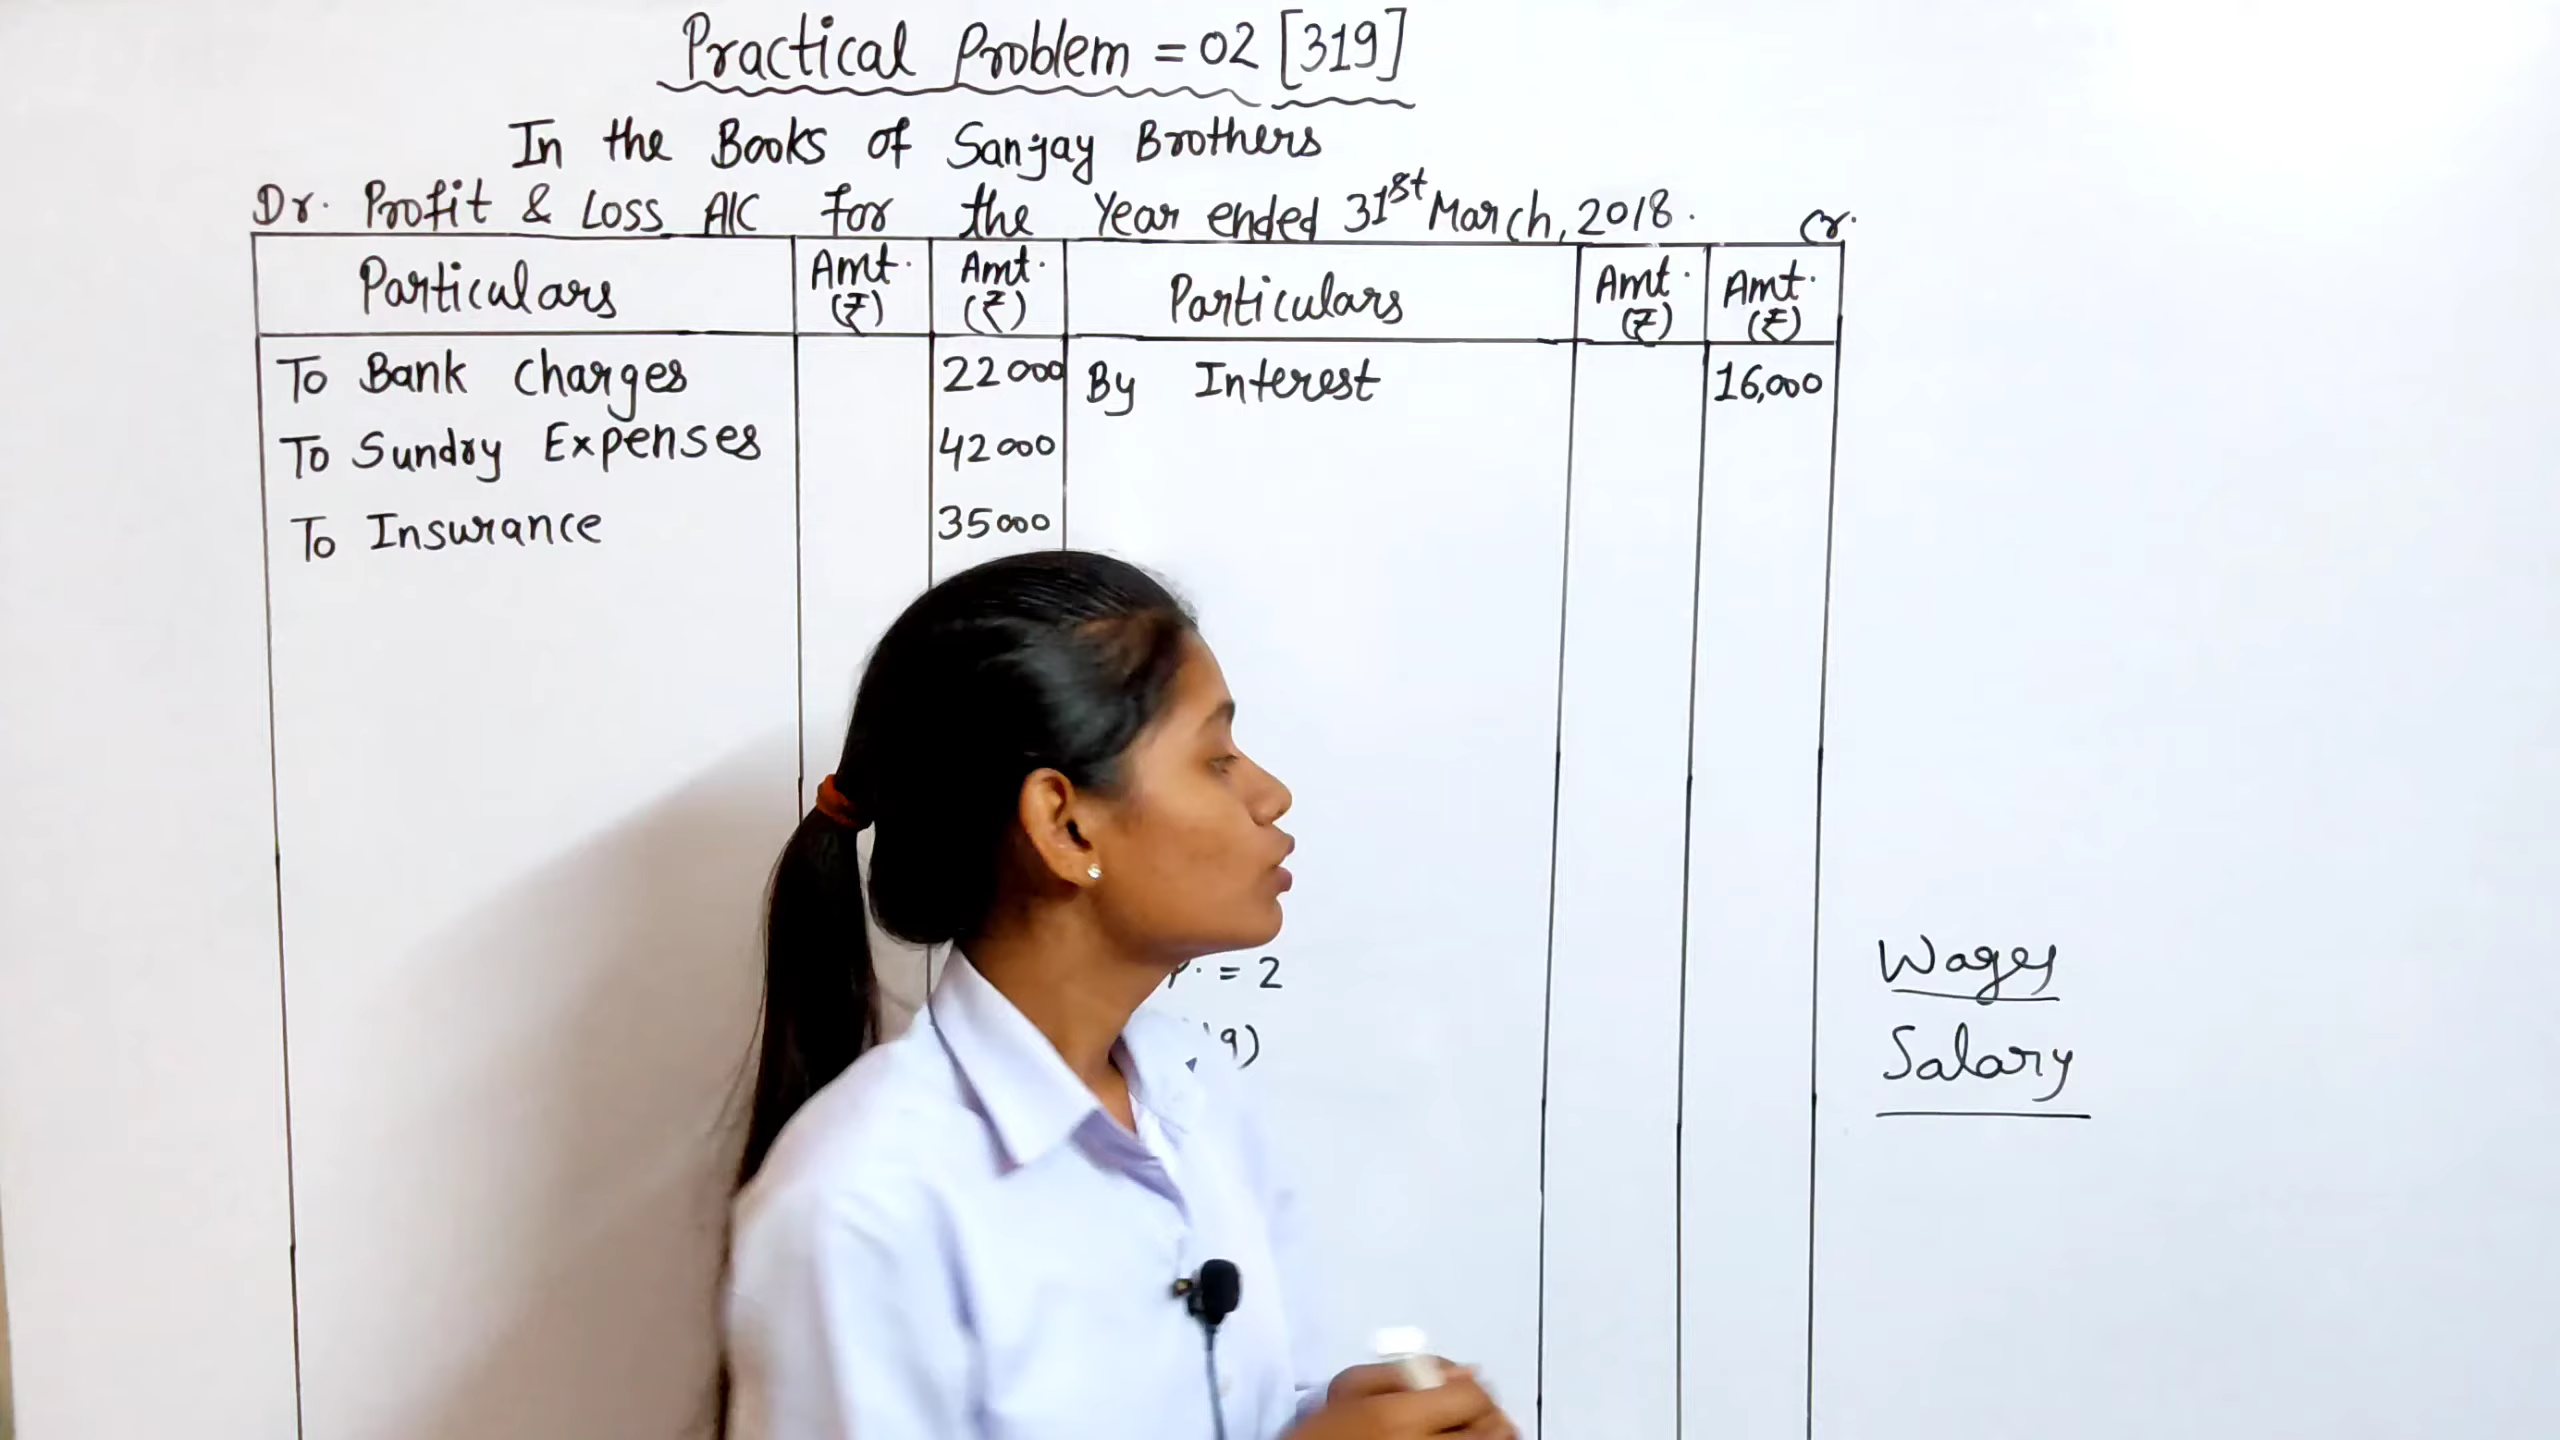 Practical Problem = 02 [319]
In the Books of Sanjay Brothers
Dr. Profit & Loss A/C for the Year ended 31st March, 2018. Cr.
Particulars Amt. (₹) Amt. (₹) Particulars Amt. (₹) Amt. (₹)
To Bank charges 22000 By Interest 16,000
To Sundry Expenses 42000
To Insurance 35000
= 2
9)
Wages
Salary